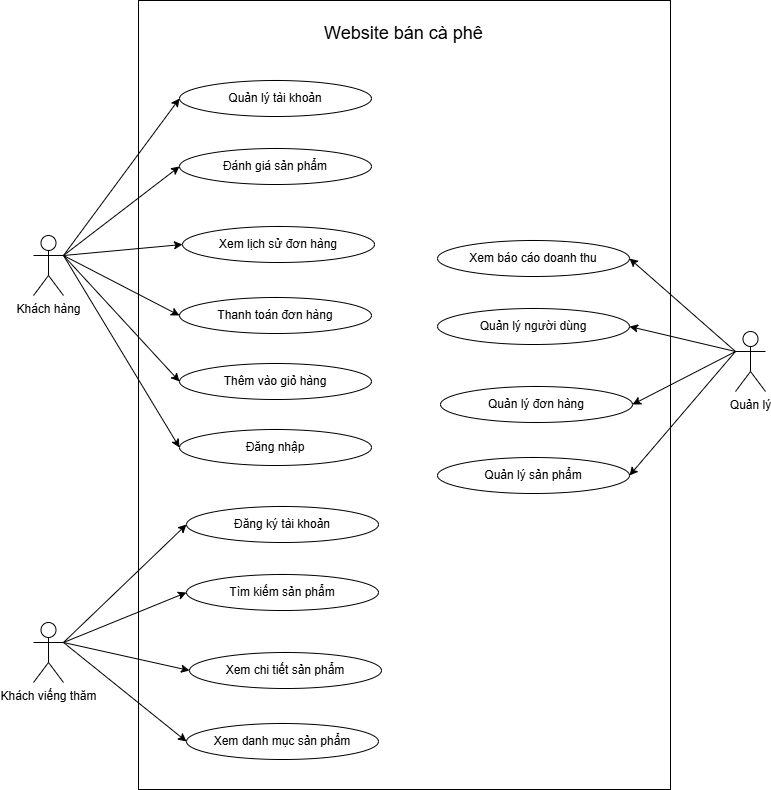 Website bán cà phê
Quản lý tài khoản
Đánh giá sản phẩm
Xem lịch sử đơn hàng
Thanh toán đơn hàng
Thêm vào giỏ hàng
Đăng nhập
Khách hàng
Đăng ký tài khoản
Tìm kiếm sản phẩm
Xem chi tiết sản phẩm
Xem danh mục sản phẩm
Khách viếng thăm
Xem báo cáo doanh thu
Quản lý người dùng
Quản lý đơn hàng
Quản lý sản phẩm
Quản lý